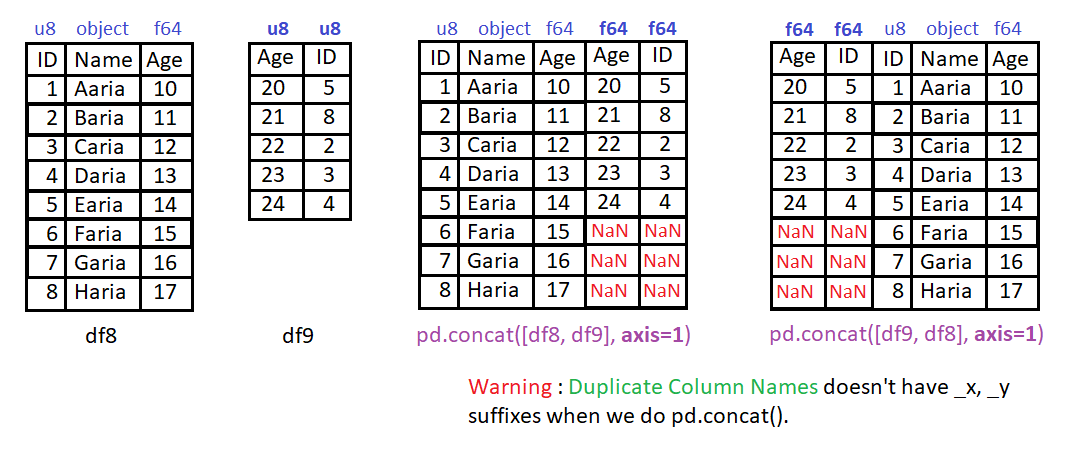 u8 object f64
ID Name Age
1 Aaria 10
2 Baria 11
3 Caria 12
4 Daria 13
5 Earia 14
6 Faria 15
7 Garia 16
8 Haria 17
df8
u8 u8
Age ID
20 5
21 8
22 2
23 3
24 4
df9
u8 object f64 f64 f64
ID Name Age Age ID
1 Aaria 10 20 5
2 Baria 11 21 8
3 Caria 12 22 2
4 Daria 13 23 3
5 Earia 14 24 4
6 Faria 15 NaN NaN
7 Garia 16 NaN NaN
8 Haria 17 NaN NaN
pd.concat([df8, df9], axis=1)
f64 f64 u8 object f64
Age ID ID Name Age
20 5 1 Aaria 10
21 8 2 Baria 11
22 2 3 Caria 12
23 3 4 Daria 13
24 4 5 Earia 14
NaN NaN 6 Faria 15
NaN NaN 7 Garia 16
NaN NaN 8 Haria 17
pd.concat([df9, df8], axis=1)
Warning : Duplicate Column Names doesn't have _x, _y
suffixes when we do pd.concat().